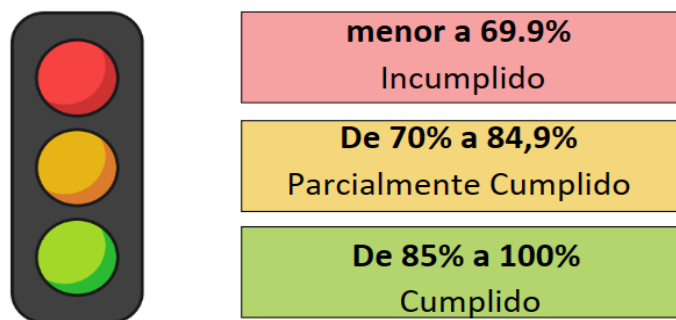 menor a 69.9%
Incumplido
De 70% a 84,9%
Parcialmente Cumplido
De 85% a 100%
Cumplido